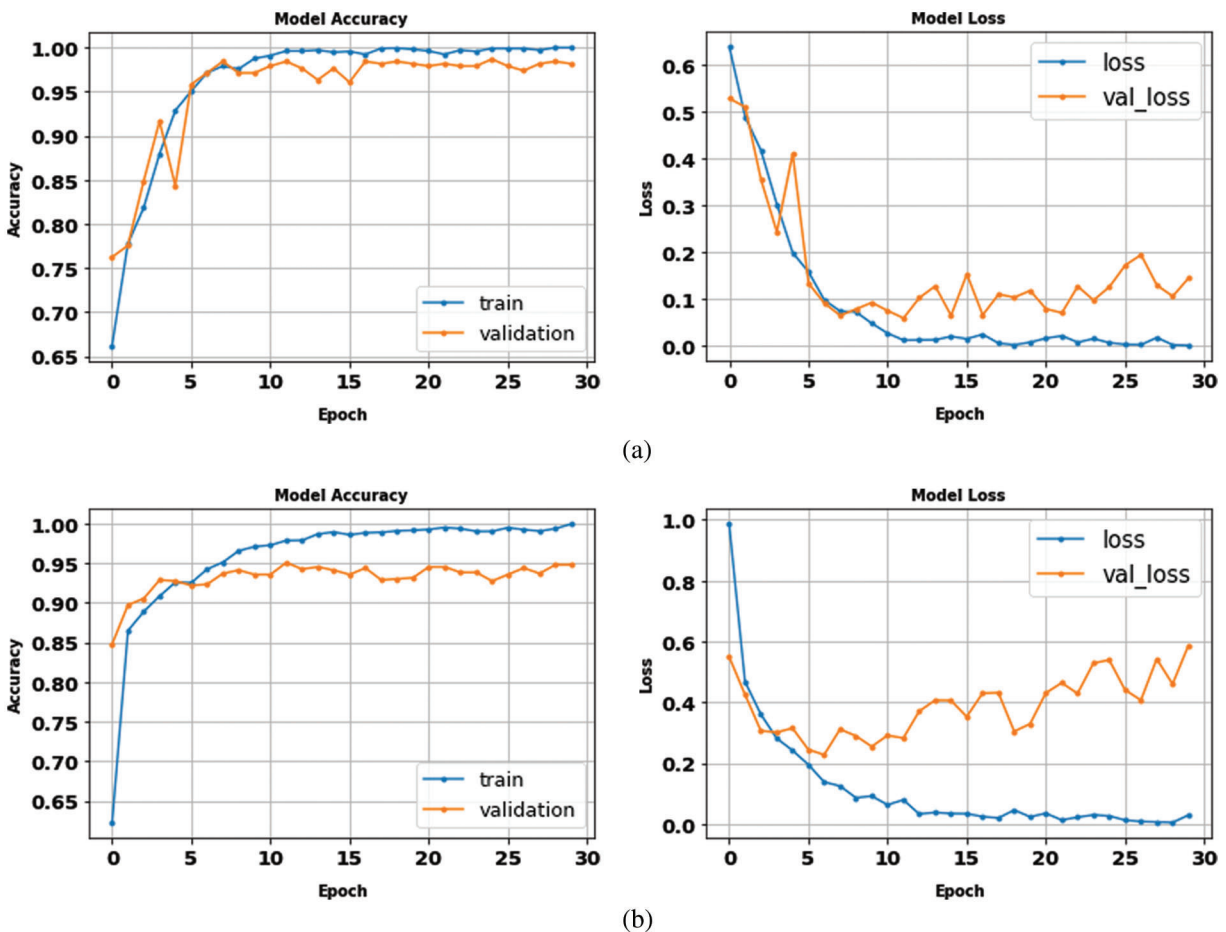 Model Accuracy
1.00
0.95
0.90
0.85
0.80
0.75
0.70
0.65
Accuracy
train
validation
0 5 10 15 20 25 30
Epoch
Model Loss
0.6
0.5
0.4
0.3
0.2
0.1
0.0
Loss
loss
val_loss
0 5 10 15 20 25 30
Epoch
(a)
Model Accuracy
1.00
0.95
0.90
0.85
0.80
0.75
0.70
0.65
Accuracy
train
validation
0 5 10 15 20 25 30
Epoch
Model Loss
1.0
0.8
0.6
0.4
0.2
0.0
Loss
loss
val_loss
0 5 10 15 20 25 30
Epoch
(b)